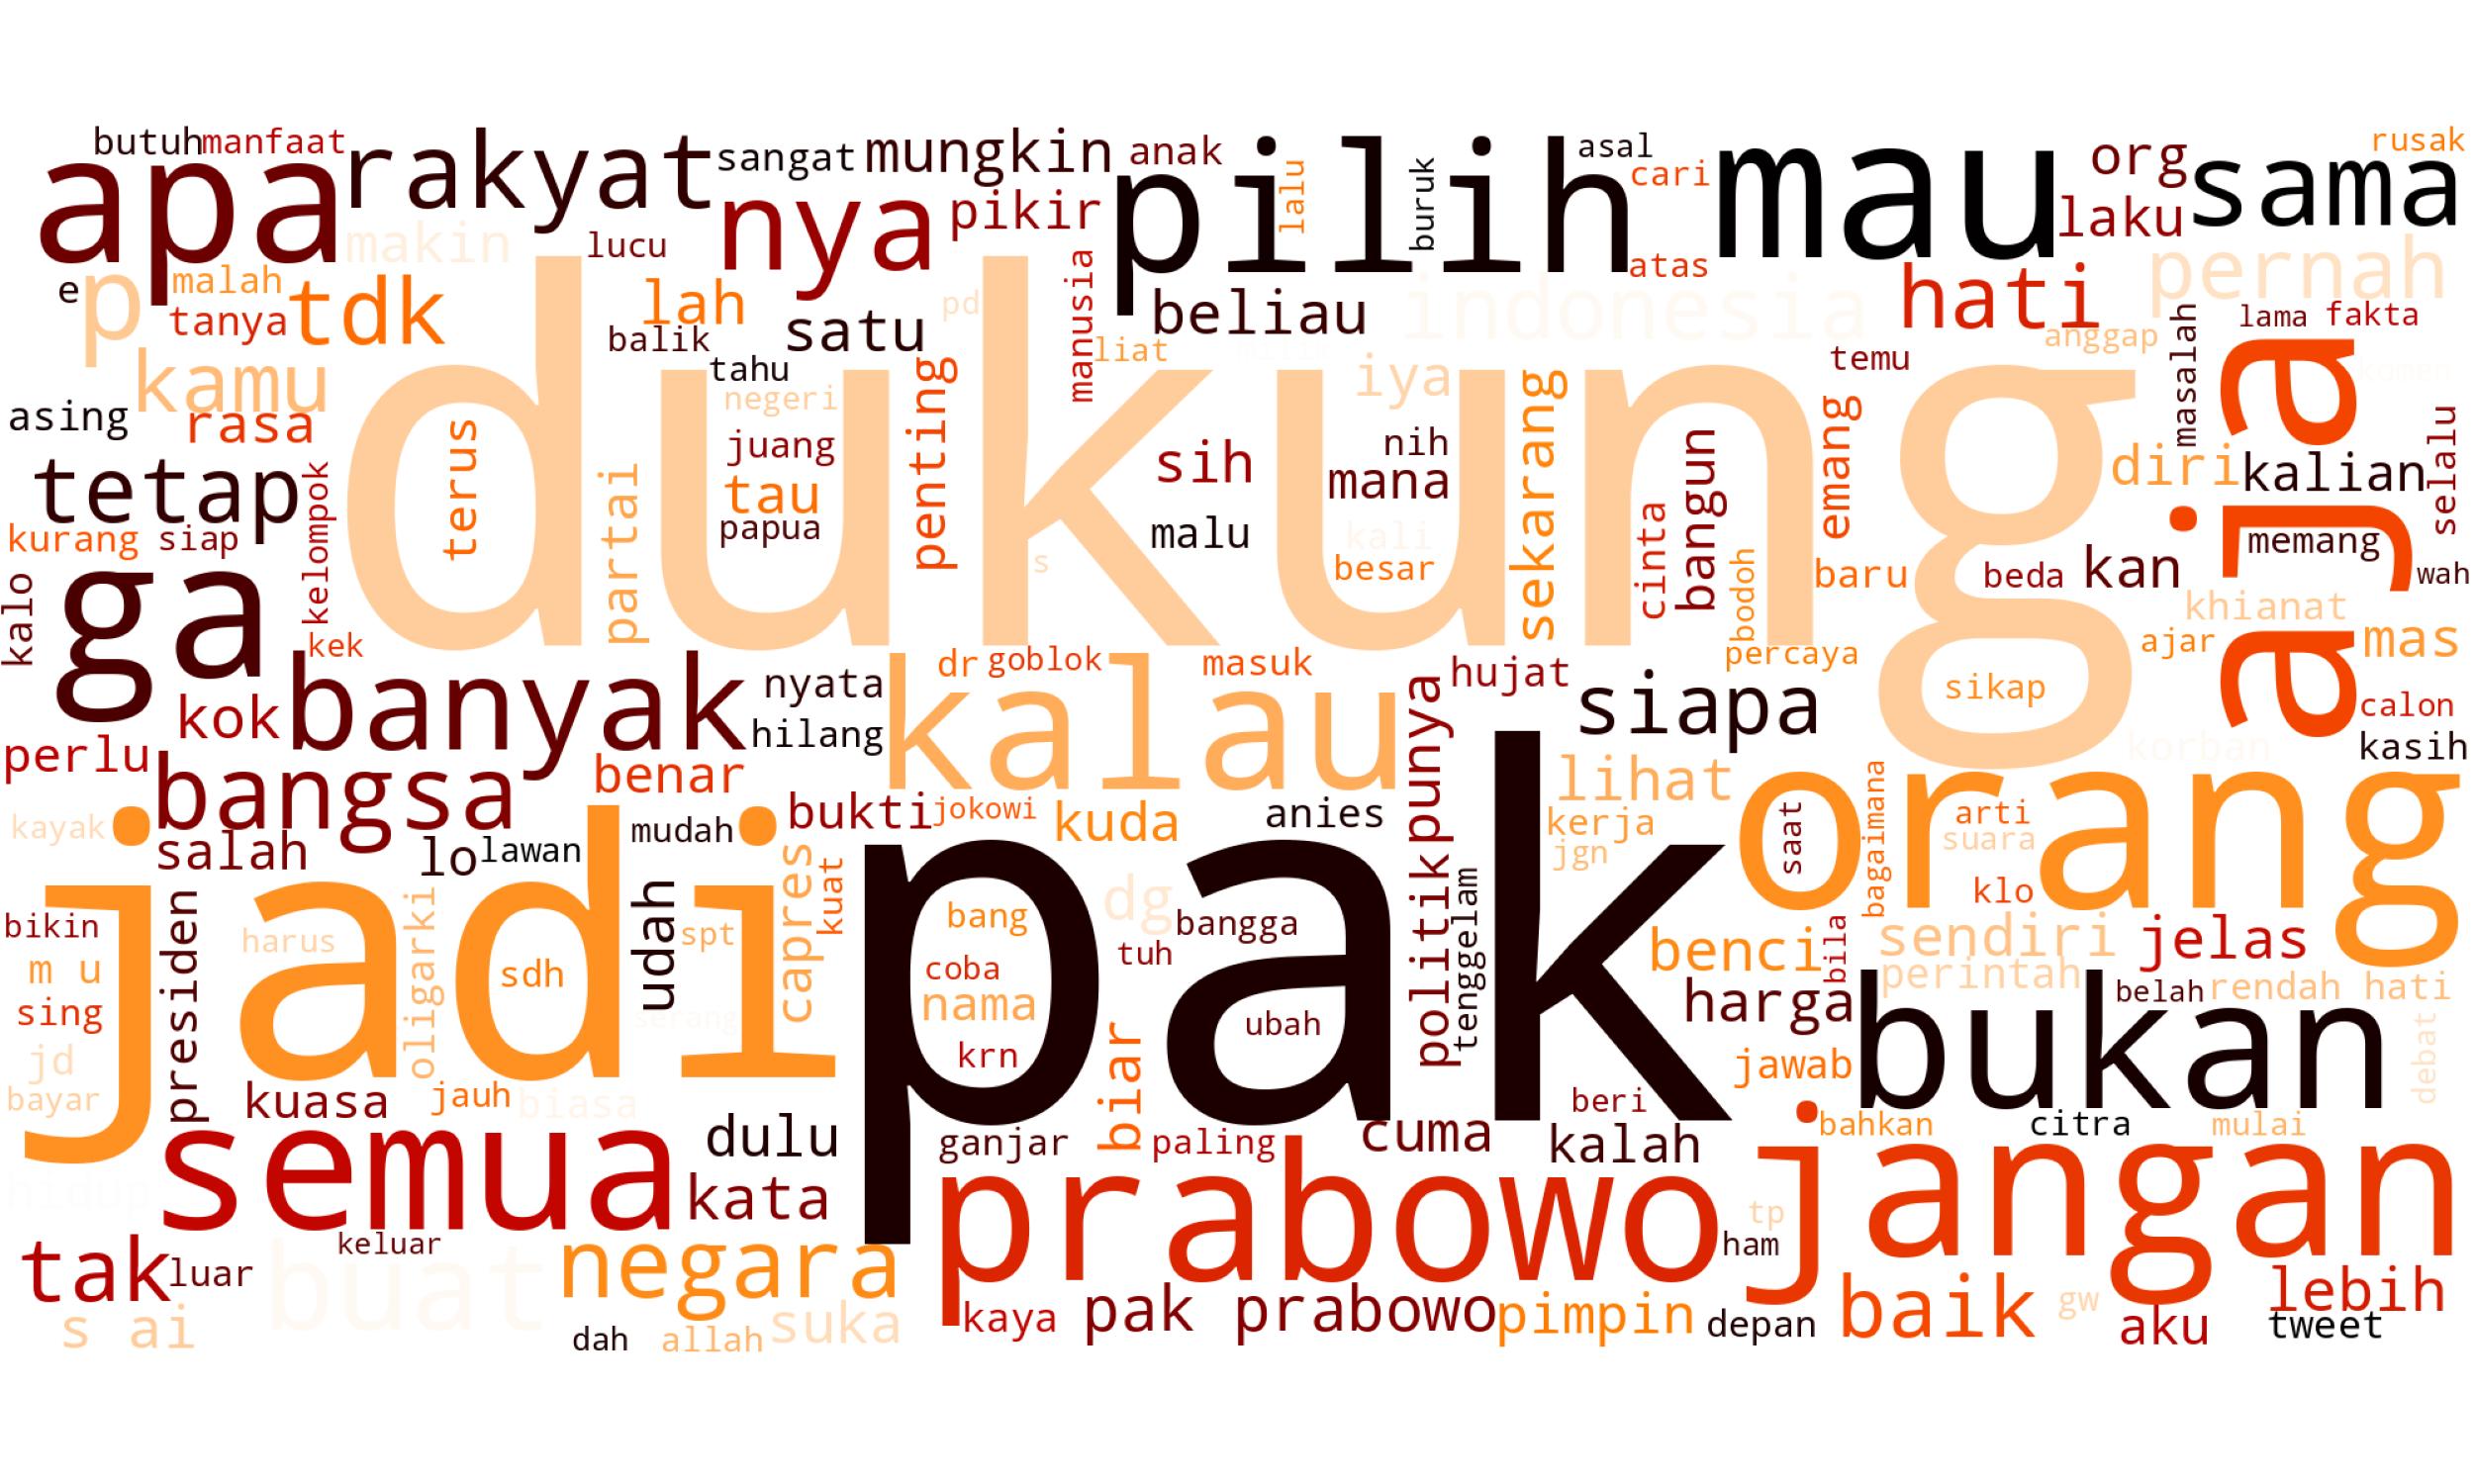 butuh
manfaat
apa
rakyat
sangat
mungkin
anak
pilih
lalu
buruk
asal
cari
mau
org
sama
rusak
makin
lucu
nya
pikir
laku
p
e
malah
tanya
tdk
lah
balik
satu
pd
manusia
beliau
atas
indonesia
hati
pernah
liat
anggap
masalah
lama
fakta
kamu
rasa
asing
dukung
tahu
negeri
penting
iya
sekarang
temu
emang
aja
tetap
kelompok
terus
partai
juang
tau
papua
sih
nih
mana
malu
kali
besar
s
cinta
bangun
bodoh
baru
diri
kalian
selalu
kurang
siap
kalo
ga
kek
beda
kan
memang
wah
khianat
ajar
mas
percaya
sikap
calon
kasih
korban
kok
banyak
nyata
hilang
kalau
dr
goblok
masuk
hujat
punya
siapa
perlu
bangsa
benar
bukti
jokowi
kuda
anies
lihat
kerja
jgn
orang
saat
bagaimana
arti
suara
klo
kayak
salah
lo
lawan
mudah
jadi
presiden
harus
oligarki
sdh
udah
spt
serang
capres
kuat
pak
bang
coba
nama
krn
dg
bangga
tuh
ubah
politik
tenggelam
benci
bila
sendiri
perintah
jelas
harga
jawab
bukan
belah
rendah hati
debat
bikin
m u
sing
jd
bayar
kuasa
jauh
biasa
dulu
ganjar
biar
paling
cuma
beri
kalah
bahkan
citra
mulai
semua
kata
prabowo
tp
ham
jangan
tak
luar
keluar
buat
negara
s ai
dah
allah
suka
kaya
pak prabowo
pimpin
depan
baik
gw
aku
lebih
tweet